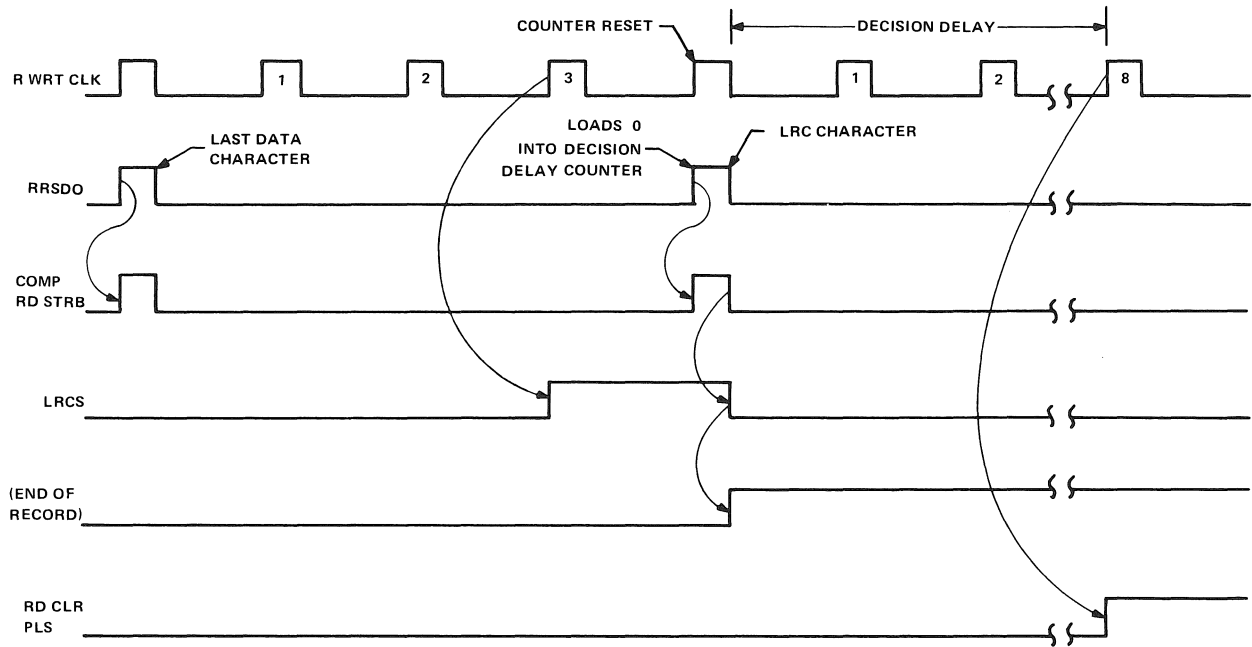 COUNTER RESET
DECISION DELAY
R WRT CLK
1
2
3
1
2
8
LAST DATA
CHARACTER
LOADS 0
INTO DECISION
DELAY COUNTER
LRC CHARACTER
RRSDO
COMP
RD STRB
LRCS
(END OF
RECORD)
RD CLR
PLS